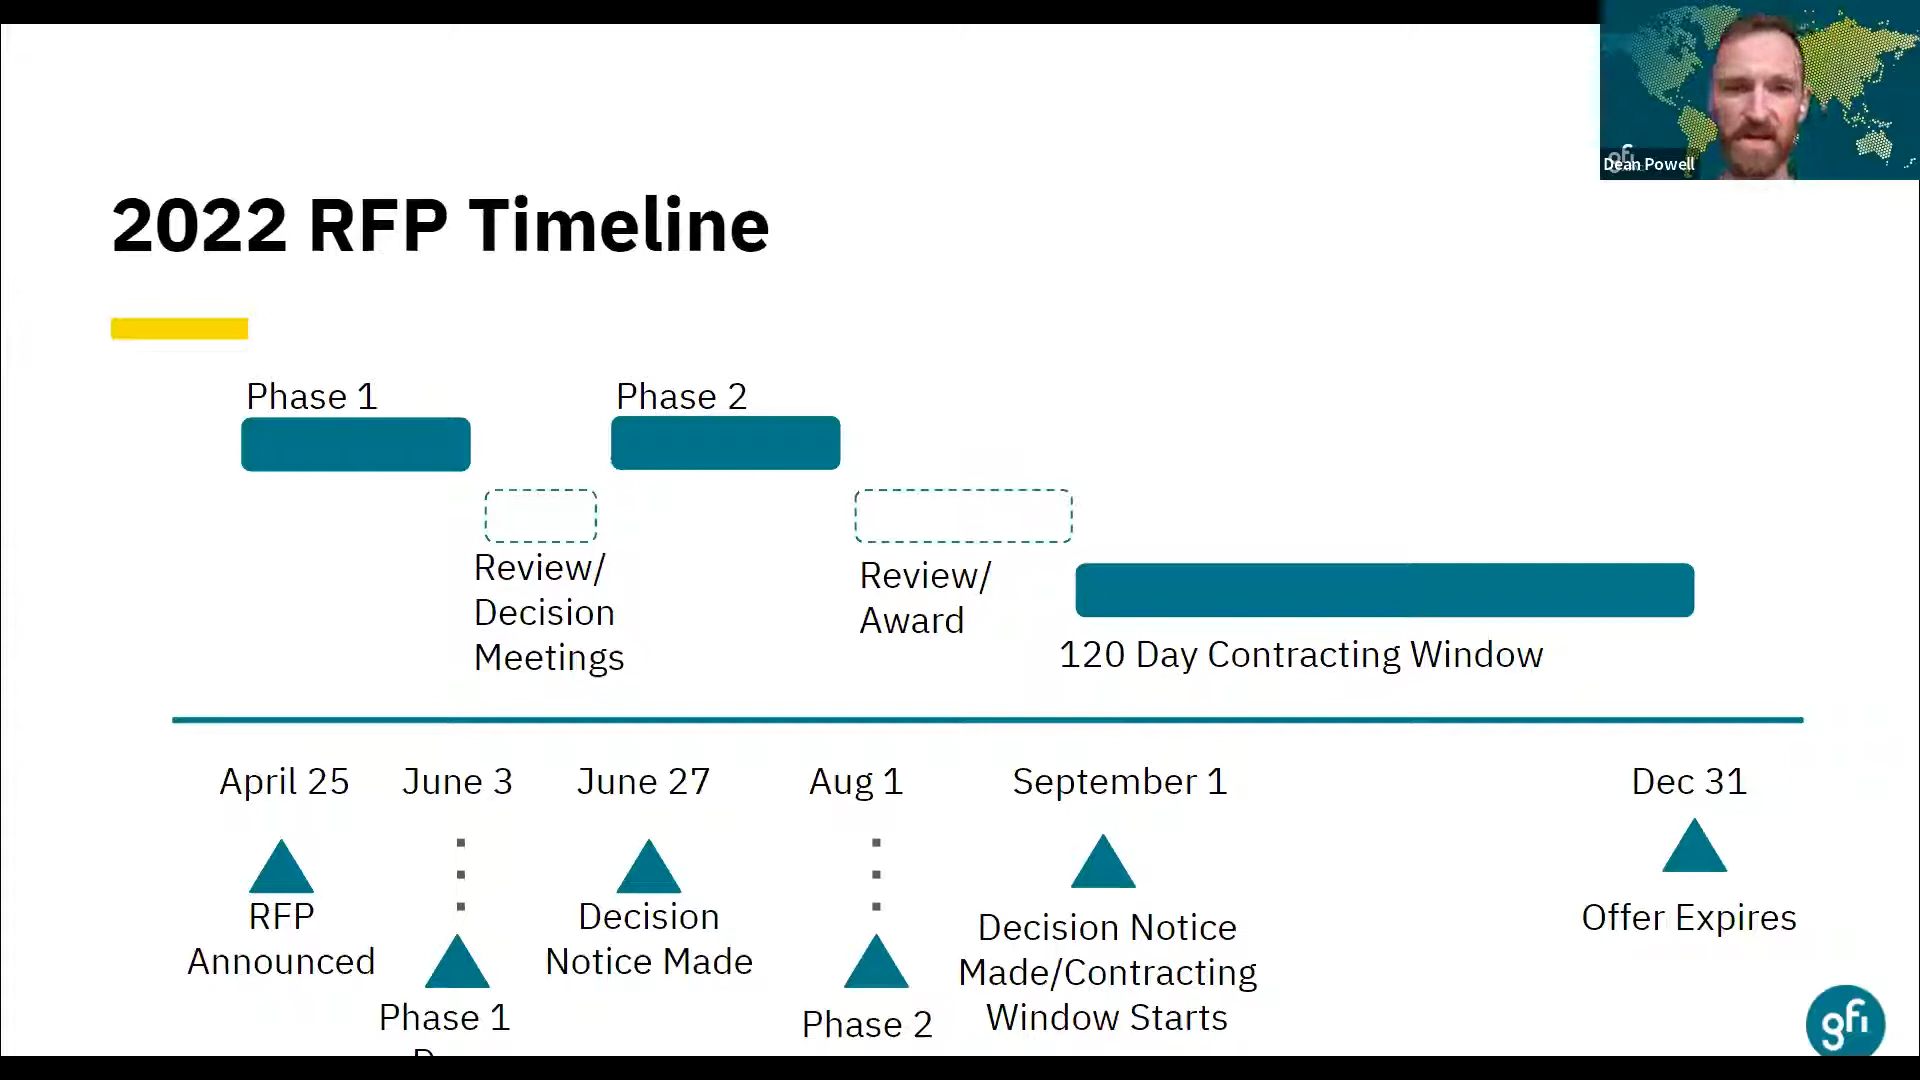 2022 RFP Timeline
gfi
Dean Powell
Phase 1
Phase 2
Review/
Decision
Meetings
Review/
Award
120 Day Contracting Window
April 25
June 3
June 27
Aug 1
September 1
Dec 31
RFP
Announced
Phase 1
Decision
Notice Made
Phase 2
Decision Notice
Made/Contracting
Window Starts
Offer Expires
gfi